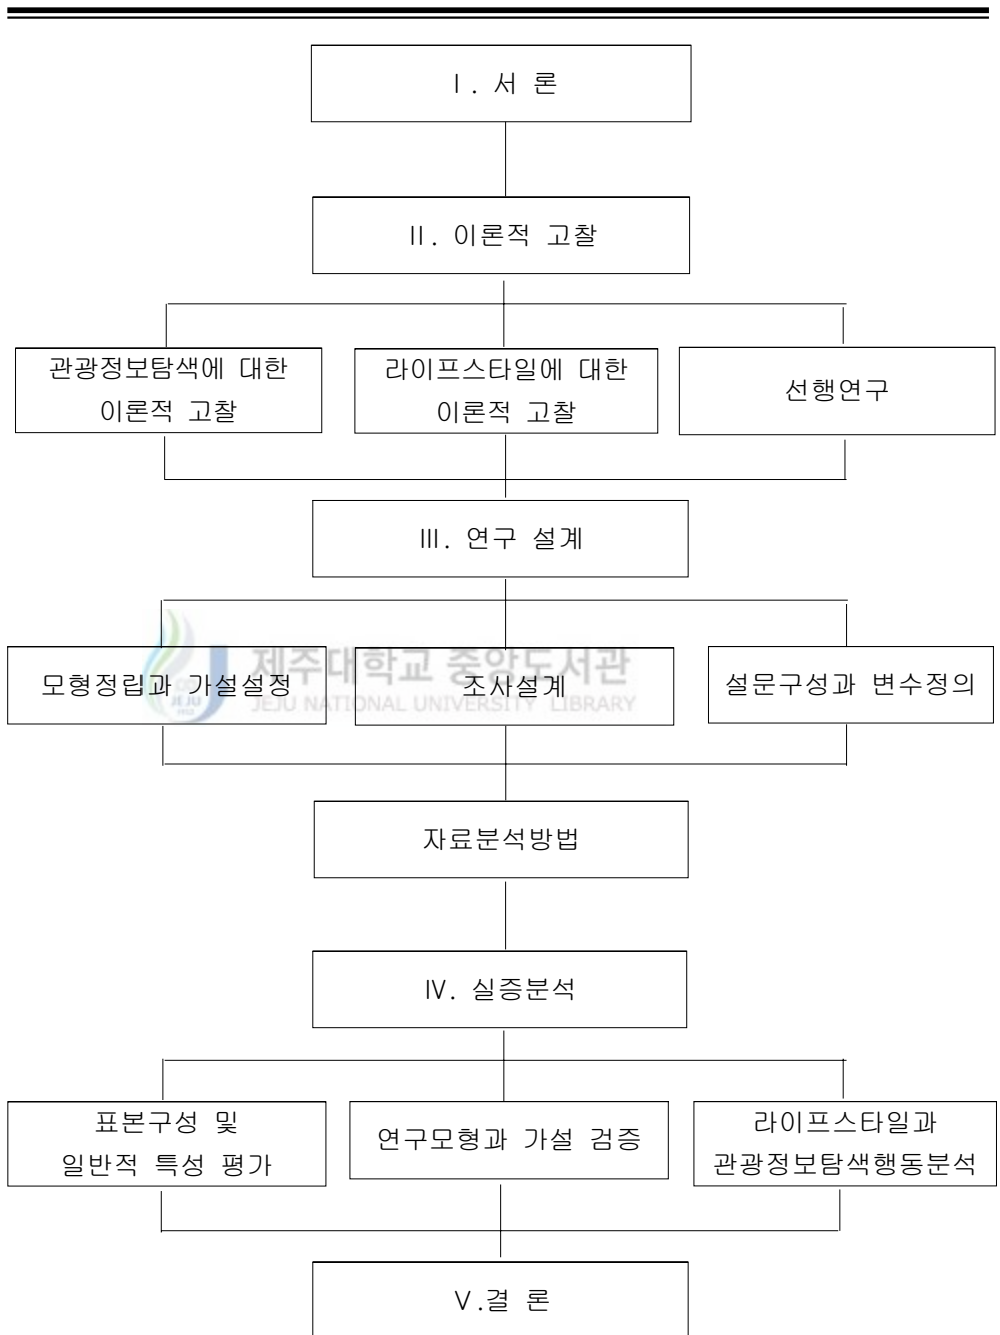 Ⅰ. 서 론
Ⅱ. 이론적 고찰
관광정보탐색에 대한
이론적 고찰
라이프스타일에 대한
이론적 고찰
선행연구
Ⅲ. 연구 설계
제주대학교 중앙도서관
JEJU NATIONAL UNIVERSITY LIBRARY
JEJU
1952
모형정립과 가설설정
조사설계
설문구성과 변수정의
자료분석방법
Ⅳ. 실증분석
표본구성 및
일반적 특성 평가
연구모형과 가설 검증
라이프스타일과
관광정보탐색행동분석
Ⅴ.결 론